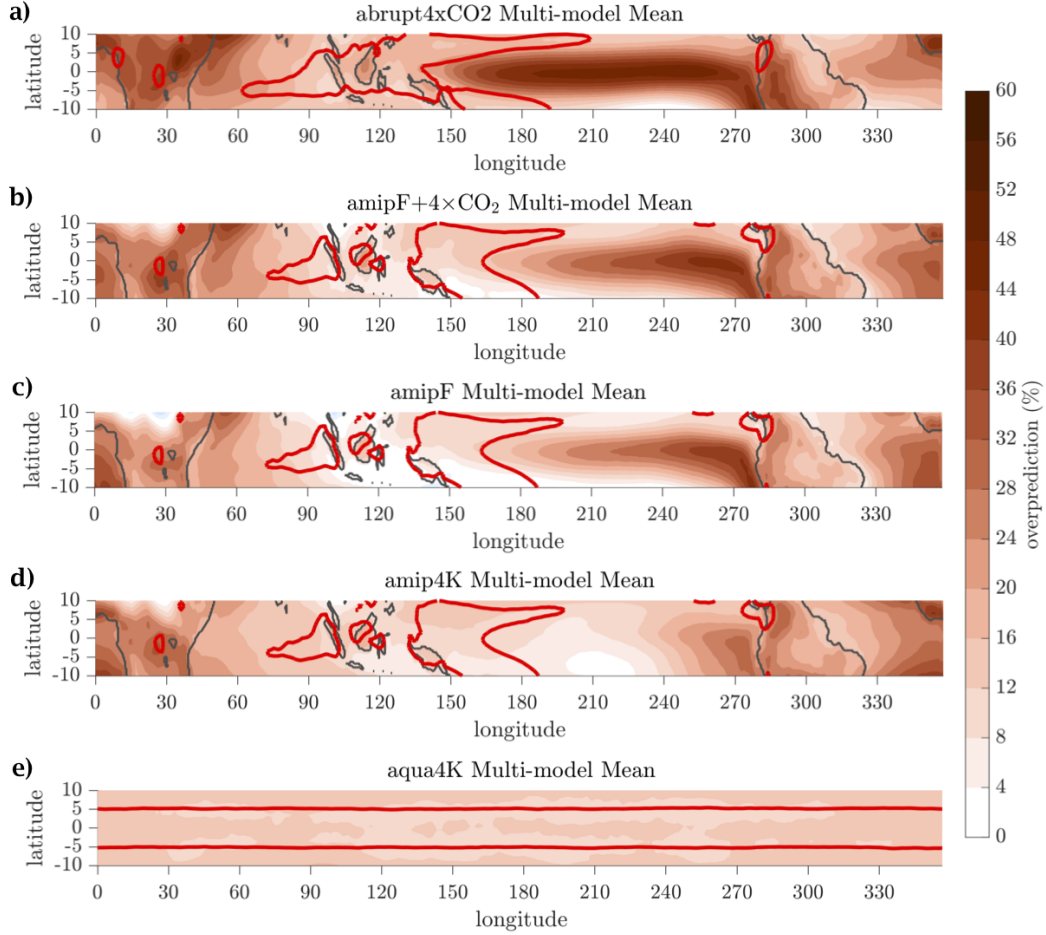 a)
abrupt4xCO2 Multi-model Mean
latitude
10
5
0
-5
-10
0 30 60 90 120 150 180 210 240 270 300 330
longitude
b)
amipF+4×CO₂ Multi-model Mean
latitude
10
5
0
-5
-10
0 30 60 90 120 150 180 210 240 270 300 330
longitude
c)
amipF Multi-model Mean
latitude
10
5
0
-5
-10
0 30 60 90 120 150 180 210 240 270 300 330
longitude
d)
amip4K Multi-model Mean
latitude
10
5
0
-5
-10
0 30 60 90 120 150 180 210 240 270 300 330
longitude
e)
aqua4K Multi-model Mean
latitude
10
5
0
-5
-10
0 30 60 90 120 150 180 210 240 270 300 330
longitude
60
56
52
48
44
40
36
32
28
24
20
16
12
8
4
0
overprediction (%)